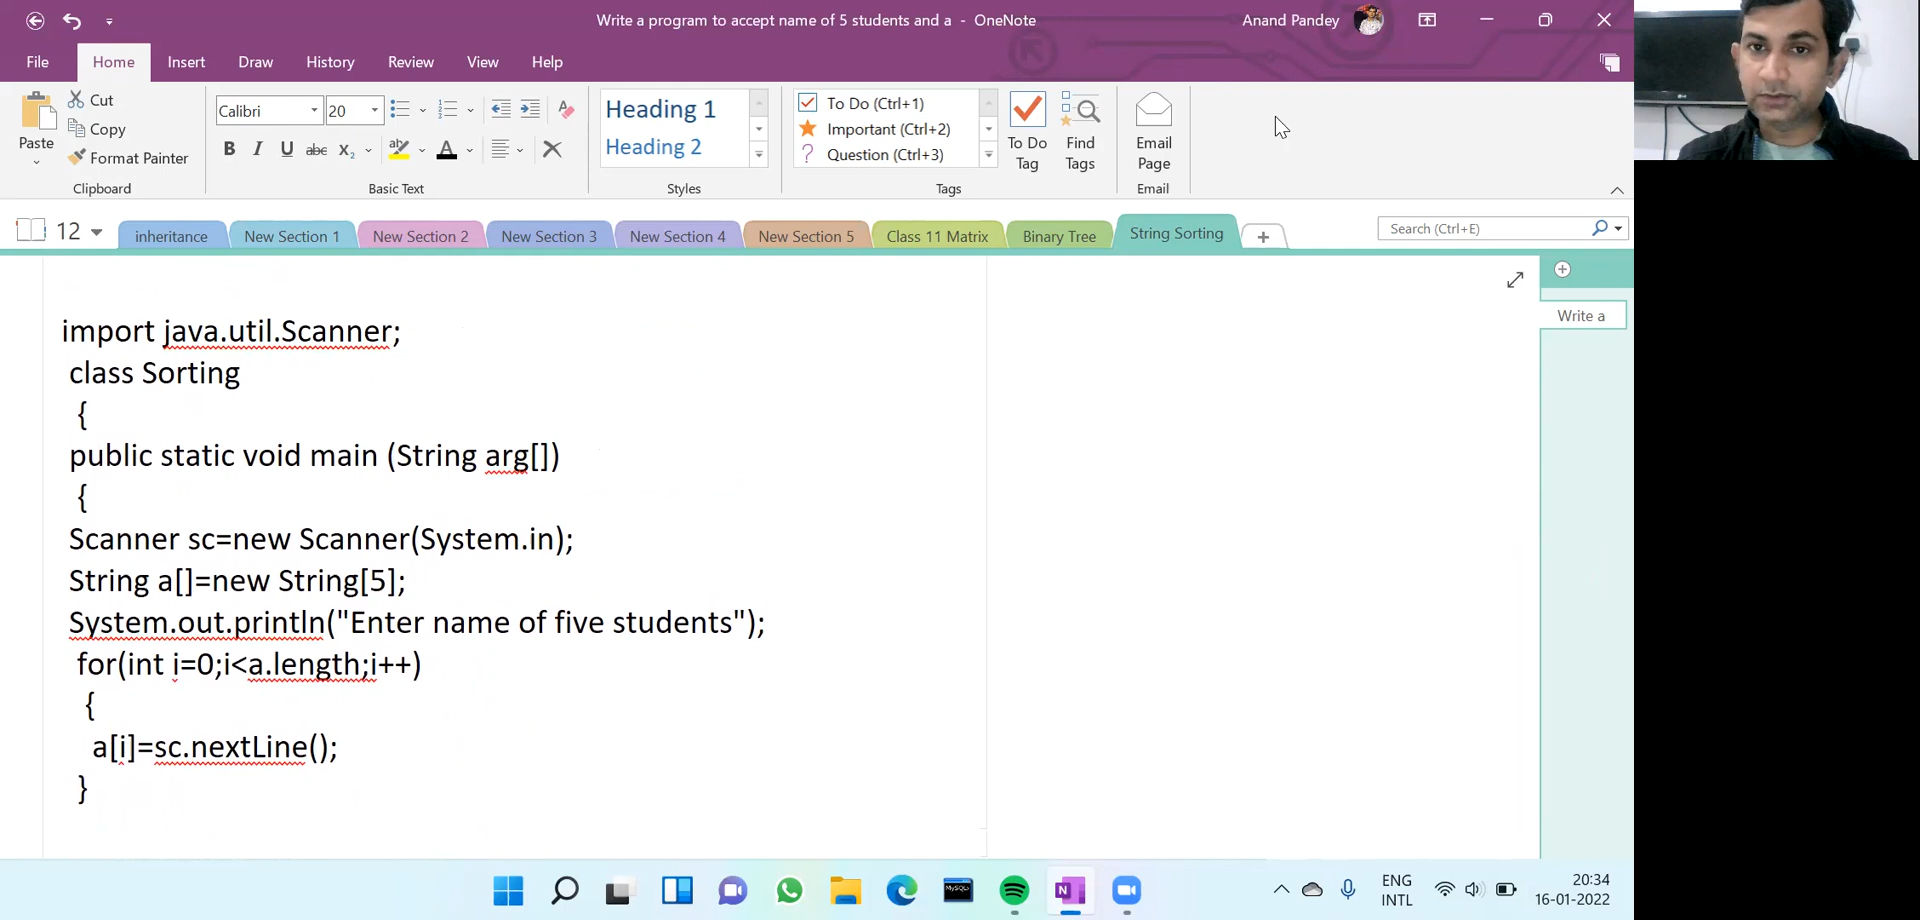 Write a program to accept name of 5 students and a - OneNote
Anand Pandey
File Home Insert Draw History Review View Help
Paste
Cut
Copy
Format Painter
Clipboard
Calibri 20
B I U abc X2 A
Basic Text
Heading 1
Heading 2
Styles
To Do (Ctrl+1)
Important (Ctrl+2)
Question (Ctrl+3)
Tags
To Do Tag
Find Tags
Email Page
Email
12
inheritance New Section 1 New Section 2 New Section 3 New Section 4 New Section 5 Class 11 Matrix Binary Tree String Sorting
Search (Ctrl+E)
Write a
import java.util.Scanner;
class Sorting
{
public static void main (String arg[])
{
Scanner sc=new Scanner(System.in);
String a[]=new String[5];
System.out.println("Enter name of five students");
for(int i=0;i<a.length;i++)
{
a[i]=sc.nextLine();
}
MySQL
N
ENG
INTL
20:34
16-01-2022